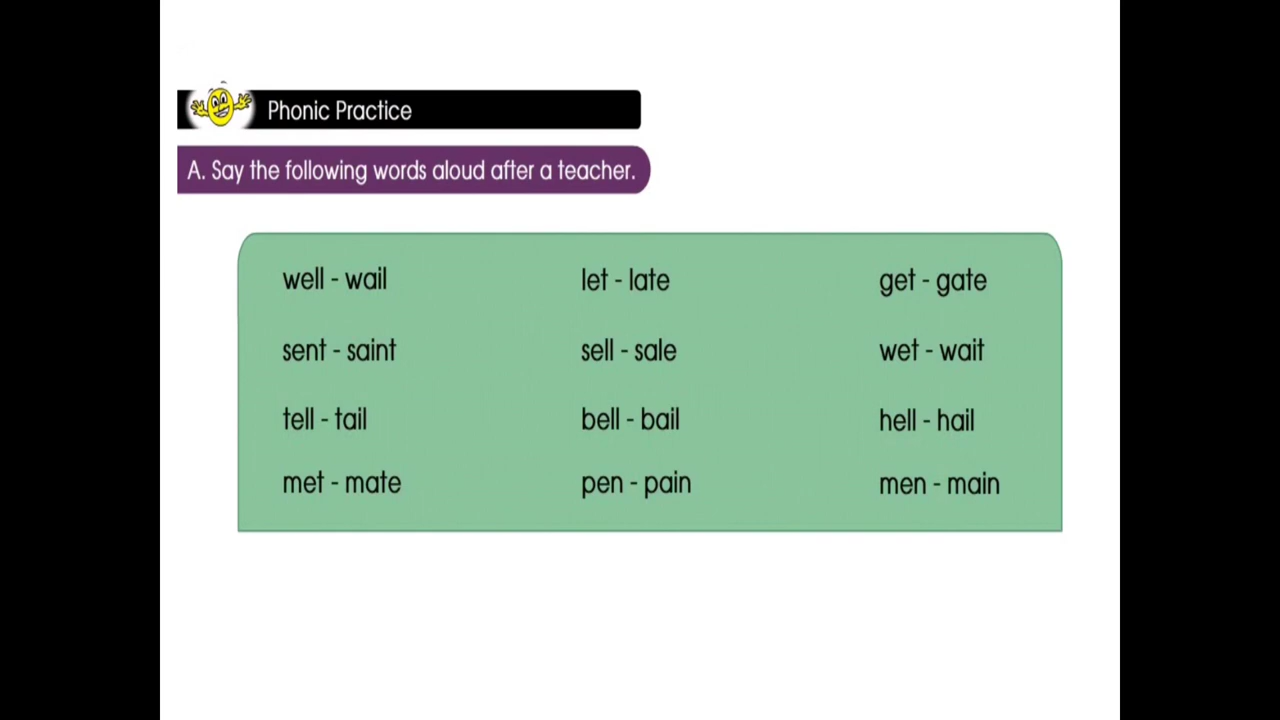 Phonic Practice
A. Say the following words aloud after a teacher.
well - wail let - late get - gate
sent - saint sell - sale wet - wait
tell - tail bell - bail hell - hail
met - mate pen - pain men - main